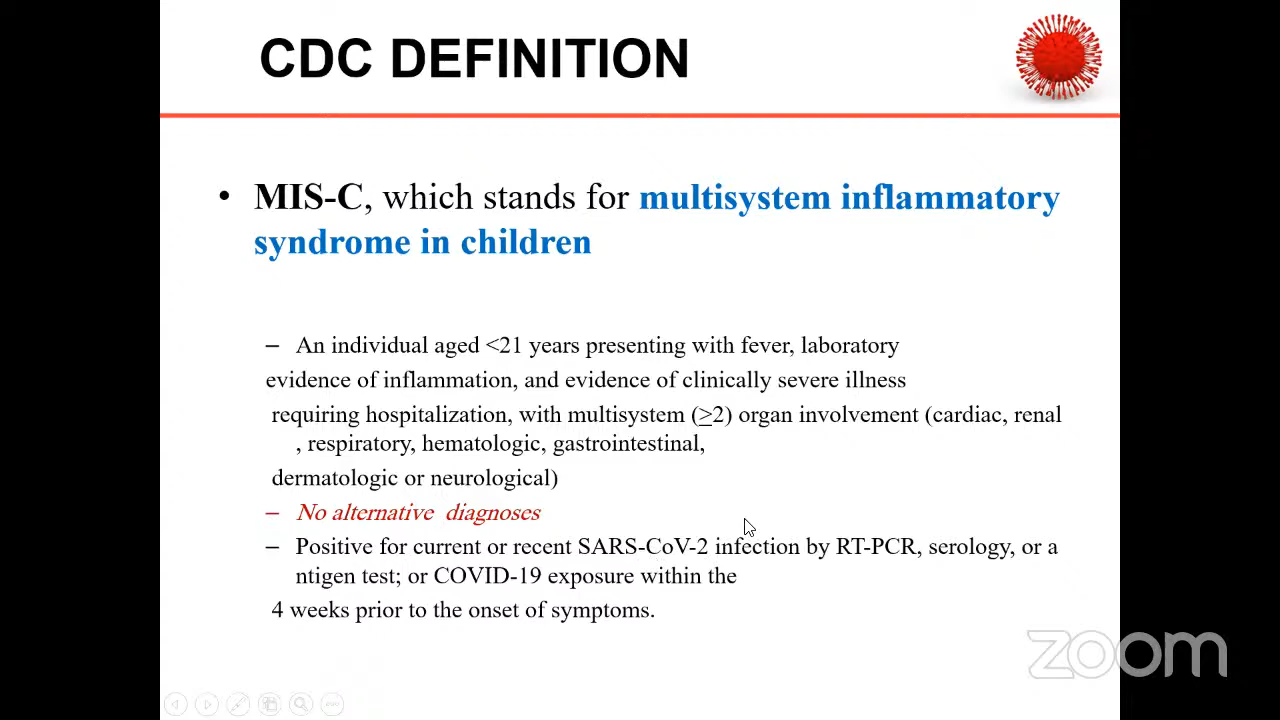 CDC DEFINITION
• MIS-C, which stands for multisystem inflammatory
syndrome in children
– An individual aged <21 years presenting with fever, laboratory
evidence of inflammation, and evidence of clinically severe illness
requiring hospitalization, with multisystem (≥2) organ involvement (cardiac, renal
, respiratory, hematologic, gastrointestinal,
dermatologic or neurological)
– No alternative diagnoses
– Positive for current or recent SARS-CoV-2 infection by RT-PCR, serology, or a
ntigen test; or COVID-19 exposure within the
4 weeks prior to the onset of symptoms.
zoom